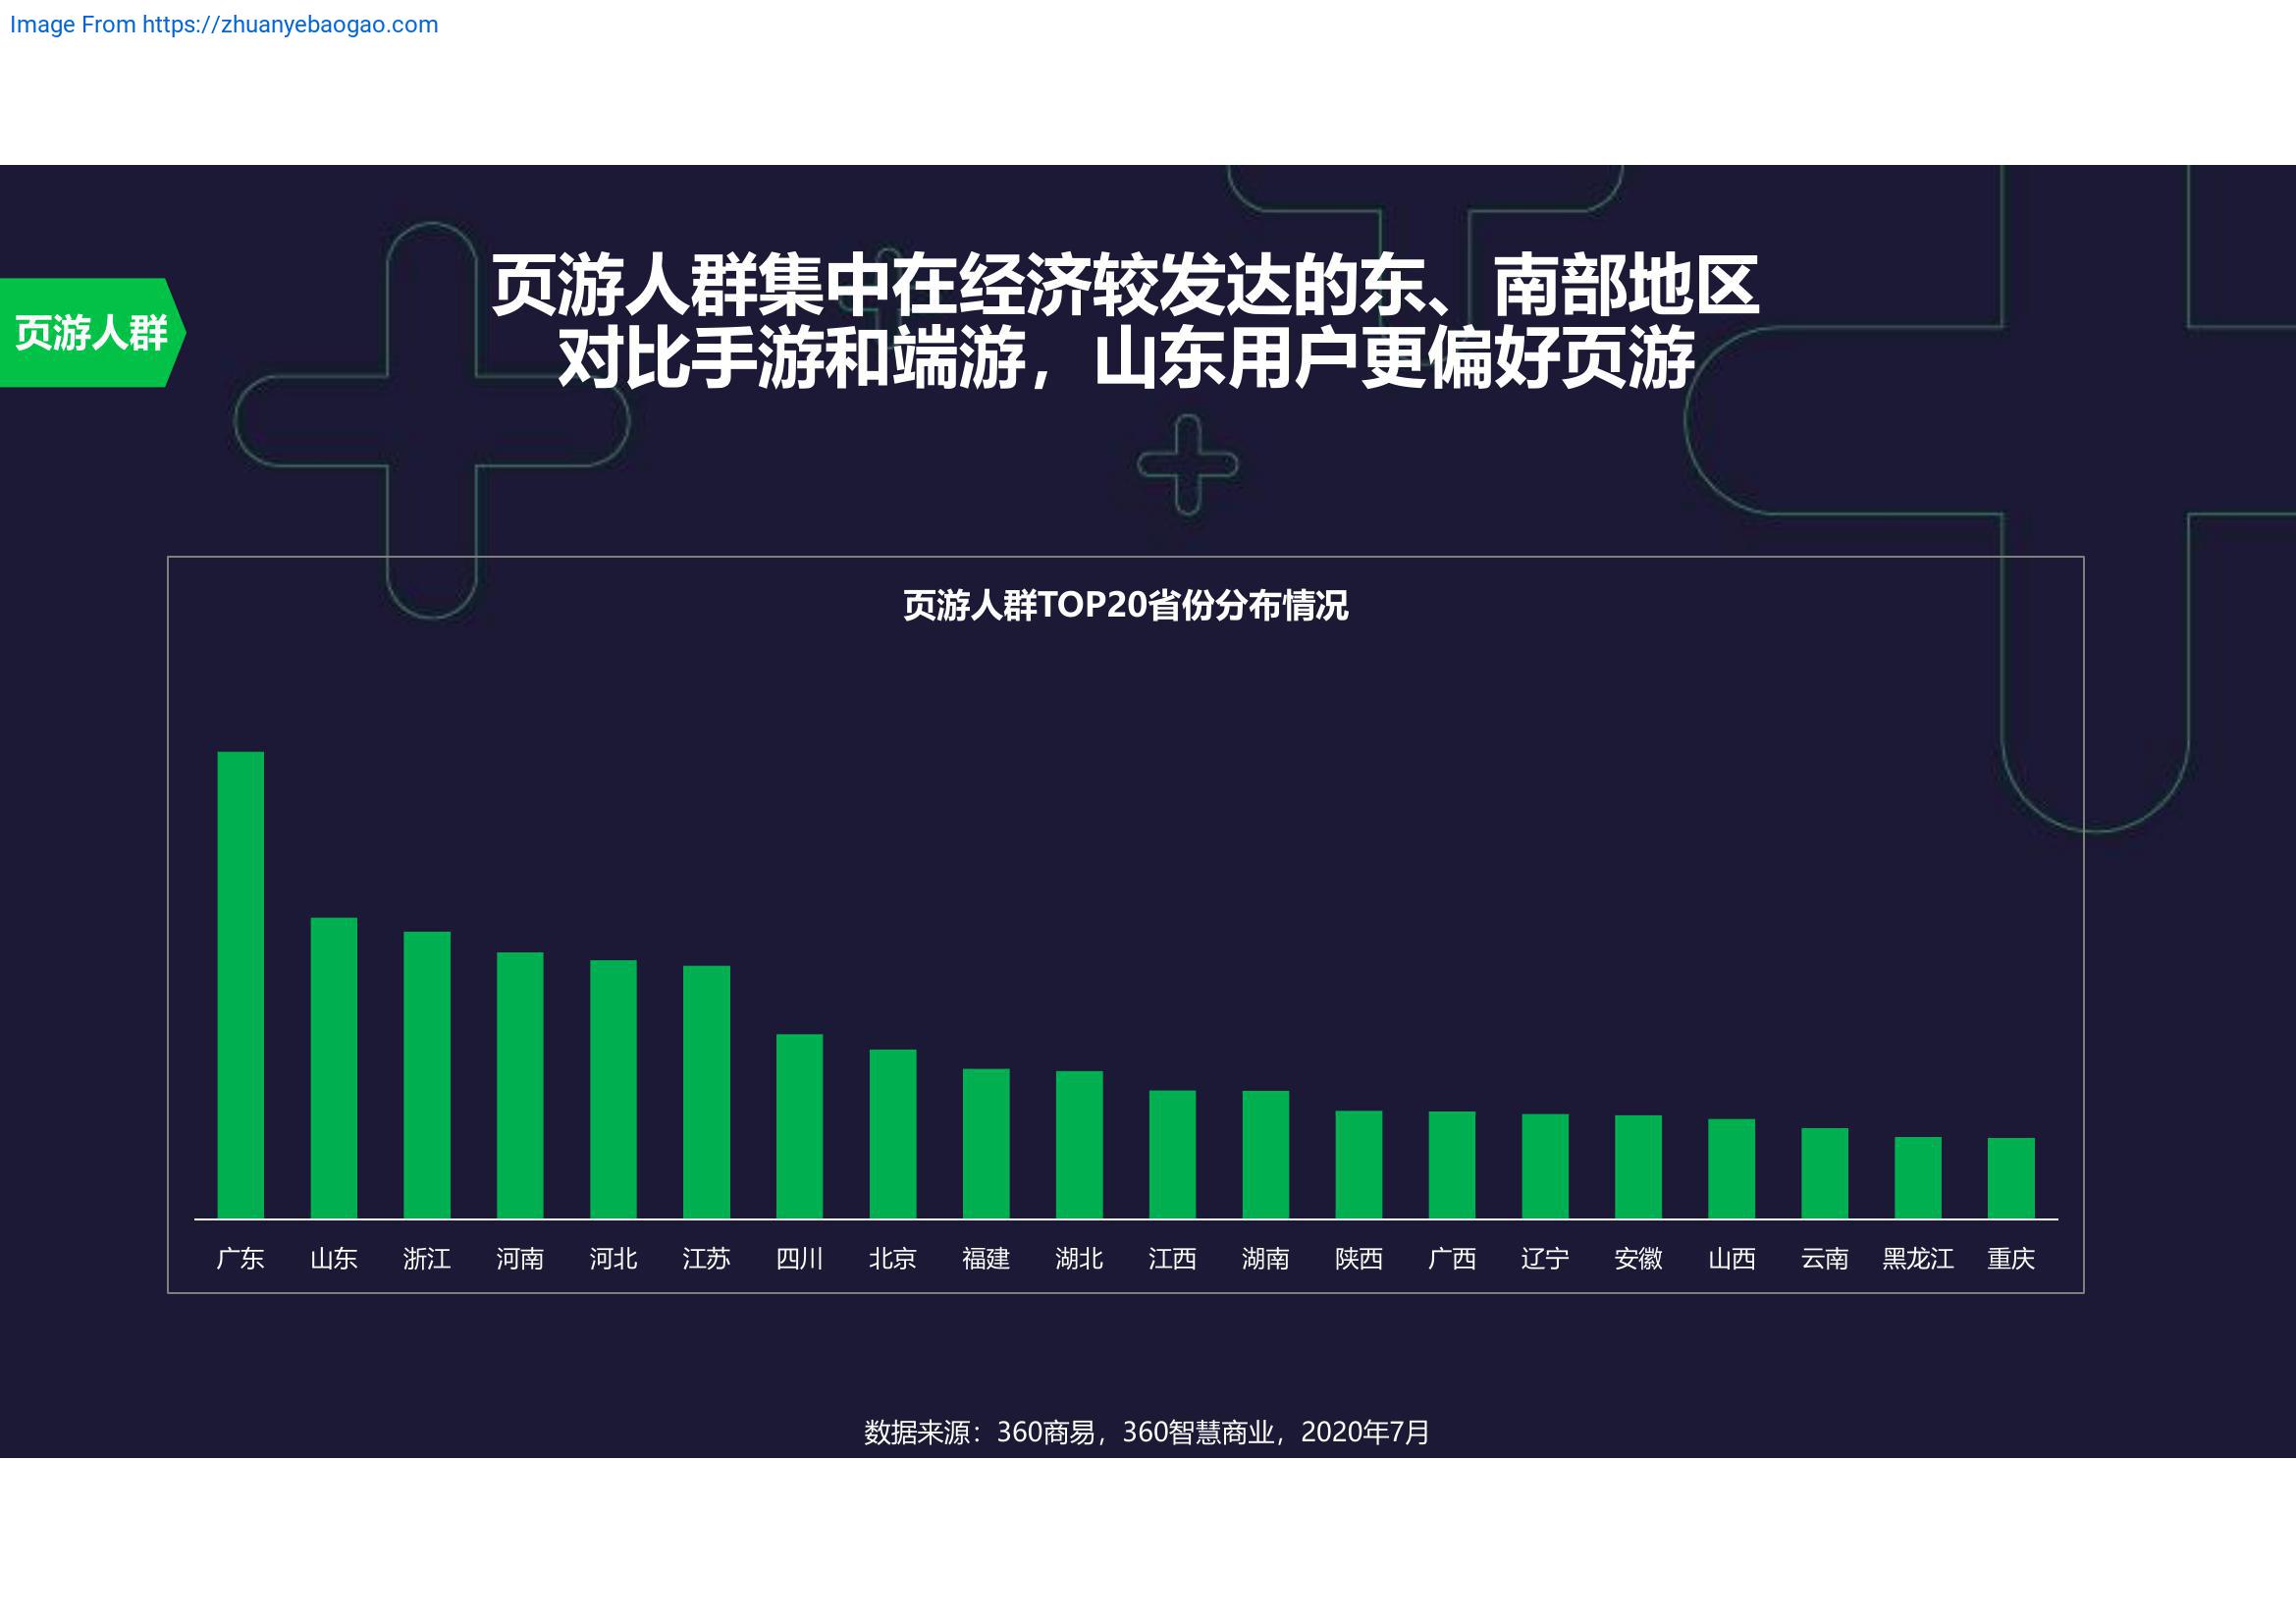 Image From https://zhuanyebaogao.com
页游人群集中在经济较发达的东、南部地区
对比手游和端游，山东用户更偏好页游
页游人群
页游人群TOP20省份分布情况
广东 山东 浙江 河南 河北 江苏 四川 北京 福建 湖北 江西 湖南 陕西 广西 辽宁 安徽 山西 云南 黑龙江 重庆
数据来源：360商易，360智慧商业，2020年7月